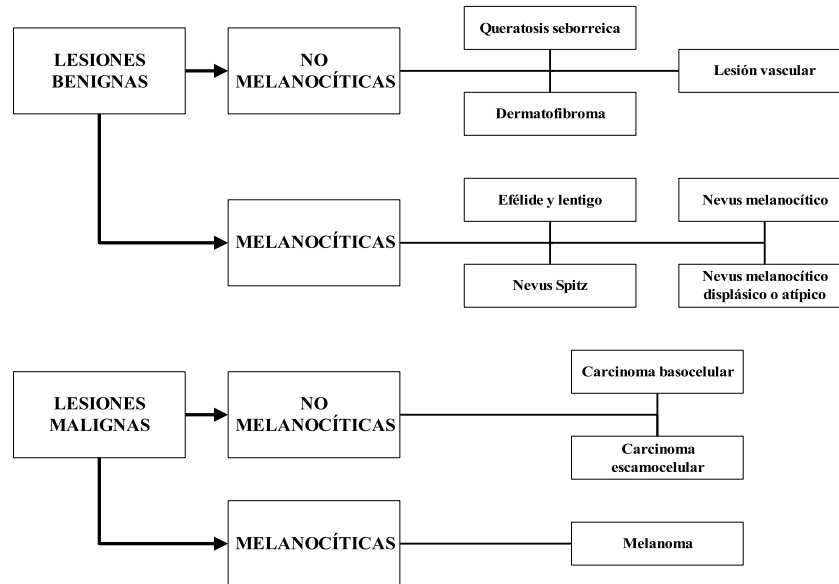 LESIONES
BENIGNAS
NO
MELANOCÍTICAS
Queratosis seborreica
Dermatofibroma
Lesión vascular
MELANOCÍTICAS
Efélide y lentigo
Nevus Spitz
Nevus melanocítico
Nevus melanocítico
displásico o atípico
LESIONES
MALIGNAS
NO
MELANOCÍTICAS
Carcinoma basocelular
Carcinoma
escamocelular
MELANOCÍTICAS
Melanoma